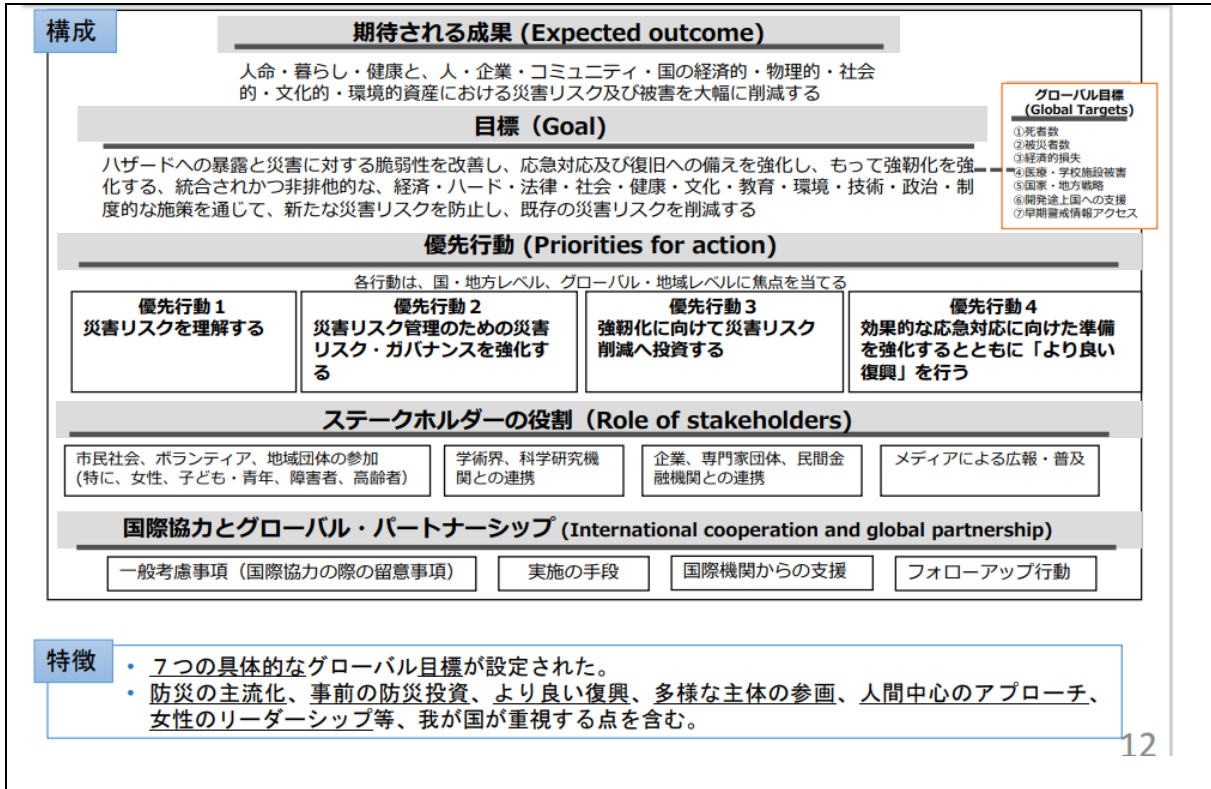 構成
期待される成果 (Expected outcome)
人命・暮らし・健康と、人・企業・コミュニティ・国の経済的・物理的・社会
的・文化的・環境的資産における災害リスク及び被害を大幅に削減する
目標（Goal)
ハザードへの暴露と災害に対する脆弱性を改善し、応急対応及び復旧への備えを強化し、もって強靭化を強
化する、統合されかつ非排他的な、経済・ハード・法律・社会・健康・文化・教育・環境・技術・政治・制
度的な施策を通じて、新たな災害リスクを防止し、既存の災害リスクを削減する
グローバル目標
(Global Targets)
①死者数
②被災者数
③経済的損失
④医療・学校施設被害
⑤国家・地方戦略
⑥開発途上国への支援
⑦早期警戒情報アクセス
優先行動 (Priorities for action)
各行動は、国・地方レベル、グローバル・地域レベルに焦点を当てる
優先行動１
災害リスクを理解する
優先行動２
災害リスク管理のための災害
リスク・ガバナンスを強化す
る
優先行動３
強靭化に向けて災害リスク
削減へ投資する
優先行動４
効果的な応急対応に向けた準備
を強化するとともに「より良い
復興」を行う
ステークホルダーの役割（Role of stakeholders)
市民社会、ボランティア、地域団体の参加
(特に、女性、子ども・青年、障害者、高齢者）
学術界、科学研究機
関との連携
企業、専門家団体、民間金
融機関との連携
メディアによる広報・普及
国際協力とグローバル・パートナーシップ (International cooperation and global partnership)
一般考慮事項（国際協力の際の留意事項）
実施の手段
国際機関からの支援
フォローアップ行動
特徴
• ７つの具体的なグローバル目標が設定された。
• 防災の主流化、事前の防災投資、より良い復興、多様な主体の参画、人間中心のアプローチ、
女性のリーダーシップ等、我が国が重視する点を含む。
12